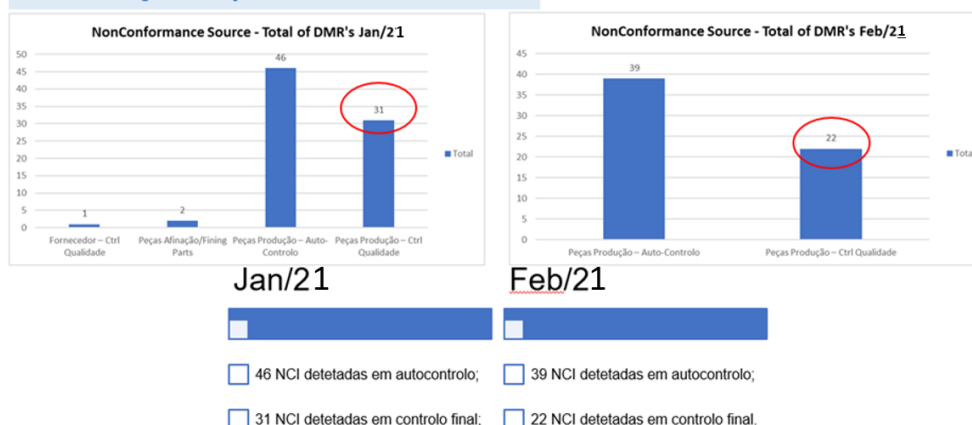 NonConformance Source - Total of DMR's Jan/21
50
45
40
35
30
25
20
15
10
5
0
1
2
46
31
Fornecedor – Ctrl
Qualidade
Peças Afinação/Fining
Parts
Peças Produção – Auto-
Controlo
Peças Produção – Ctrl
Qualidade
Total
NonConformance Source - Total of DMR's Feb/21
45
40
35
30
25
20
15
10
5
0
39
22
Peças Produção – Auto-Controlo
Peças Produção – Ctrl Qualidade
Tota
Jan/21
46 NCI detetadas em autocontrolo;
31 NCI detetadas em controlo final;
Feb/21
39 NCI detetadas em autocontrolo;
22 NCI detetadas em controlo final.